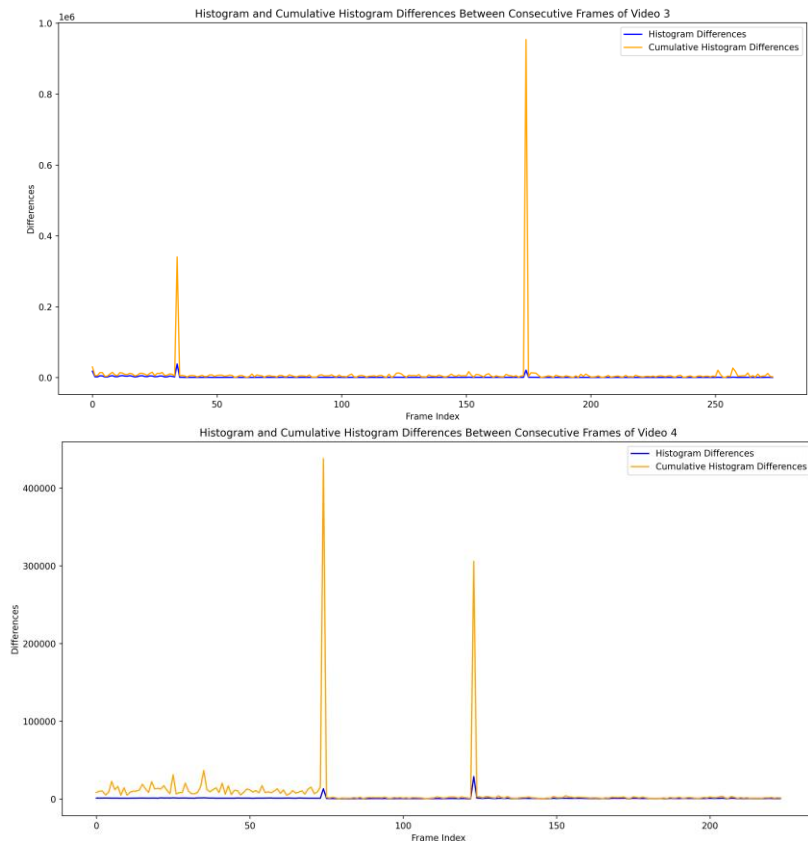 Histogram and Cumulative Histogram Differences Between Consecutive Frames of Video 3
1e6
Histogram Differences
Cumulative Histogram Differences
1.0
0.8
0.6
0.4
0.2
0.0
Differences
0
50
100
150
200
250
Frame Index
Histogram and Cumulative Histogram Differences Between Consecutive Frames of Video 4
Histogram Differences
Cumulative Histogram Differences
400000
300000
200000
100000
0
Differences
0
50
100
150
200
Frame Index